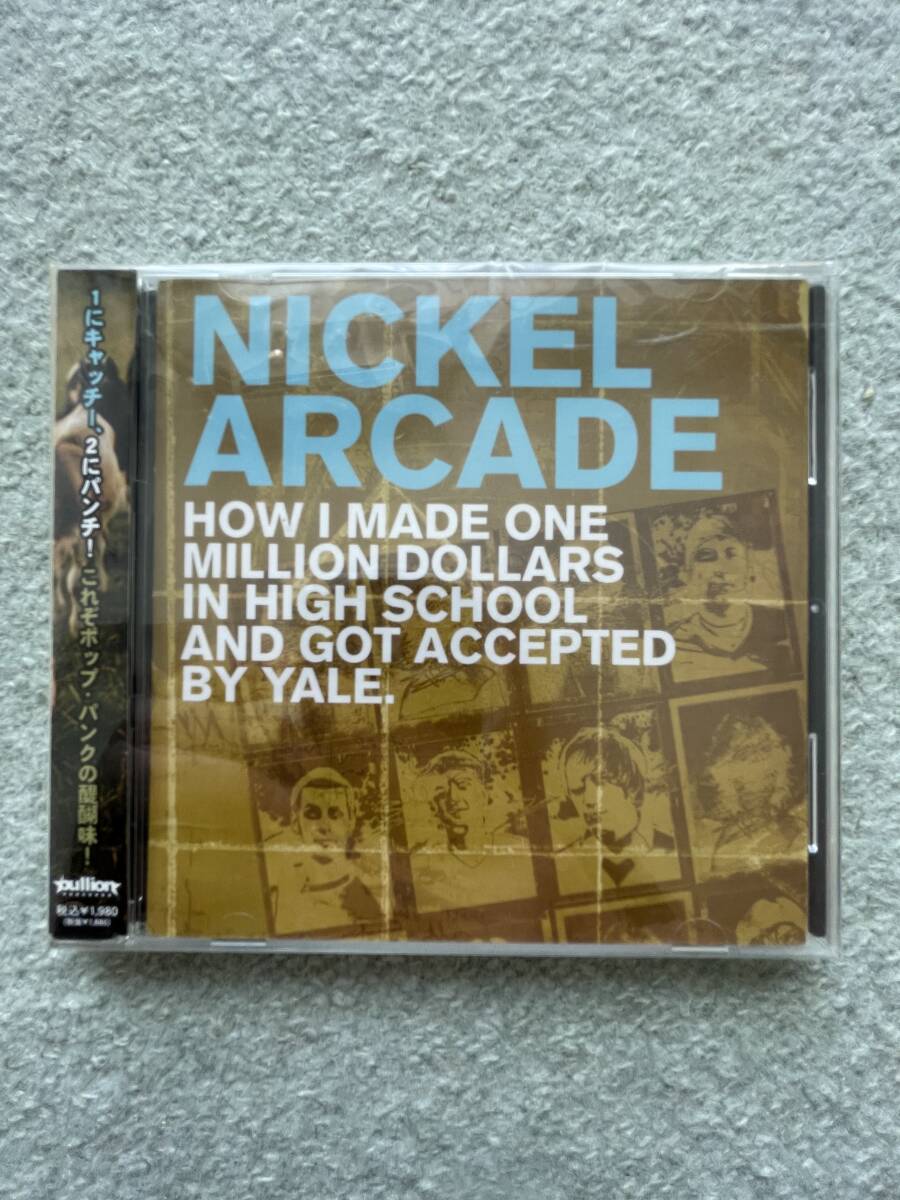 NICKEL
ARCADE
HOW I MADE ONE
MILLION DOLLARS
IN HIGH SCHOOL
AND GOT ACCEPTED
BY YALE.
1にキャッチー、2にパンチ！これぞポップ・パンクの醍醐味！
bullion
税込¥1,980